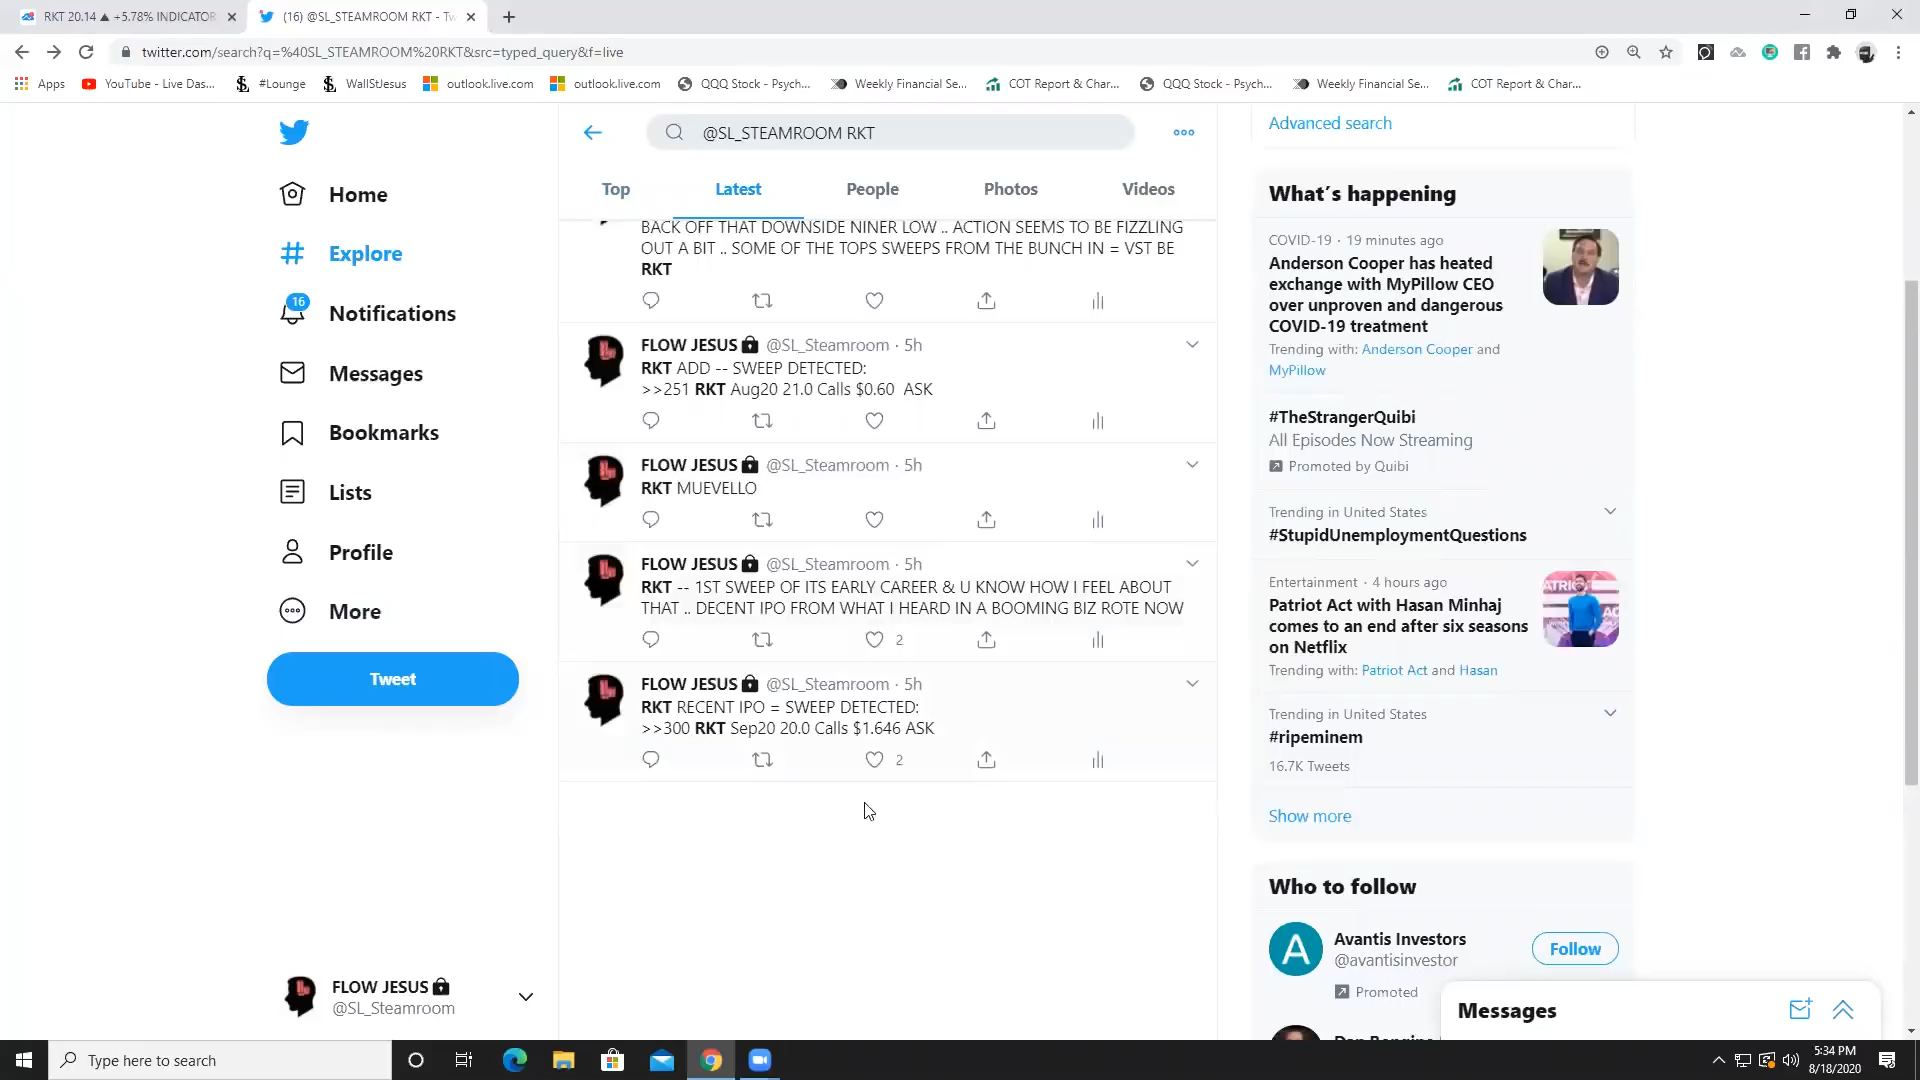 RKT 20.14 ▲ +5.78% INDICATOR
(16) @SL_STEAMROOM RKT - Tw
twitter.com/search?q=%40SL_STEAMROOM%20RKT&src=typed_query&f=live
Apps
YouTube - Live Das...
#Lounge
WallStJesus
outlook.live.com
outlook.live.com
QQQ Stock - Psych...
Weekly Financial Se...
COT Report & Char...
QQQ Stock - Psych...
Weekly Financial Se...
COT Report & Char...
Home
Explore
16
Notifications
Messages
Bookmarks
Lists
Profile
More
Tweet
FLOW JESUS
@SL_Steamroom
@SL_STEAMROOM RKT
Top
Latest
People
Photos
Videos
BACK OFF THAT DOWNSIDE NINER LOW .. ACTION SEEMS TO BE FIZZLING
OUT A BIT .. SOME OF THE TOPS SWEEPS FROM THE BUNCH IN = VST BE
RKT
FLOW JESUS @SL_Steamroom · 5h
RKT ADD -- SWEEP DETECTED:
>>251 RKT Aug20 21.0 Calls $0.60 ASK
FLOW JESUS @SL_Steamroom · 5h
RKT MUEVELLO
FLOW JESUS @SL_Steamroom · 5h
RKT -- 1ST SWEEP OF ITS EARLY CAREER & U KNOW HOW I FEEL ABOUT
THAT .. DECENT IPO FROM WHAT I HEARD IN A BOOMING BIZ ROTE NOW
2
FLOW JESUS @SL_Steamroom · 5h
RKT RECENT IPO = SWEEP DETECTED:
>>300 RKT Sep20 20.0 Calls $1.646 ASK
2
Advanced search
What's happening
COVID-19 · 19 minutes ago
Anderson Cooper has heated
exchange with MyPillow CEO
over unproven and dangerous
COVID-19 treatment
Trending with: Anderson Cooper and
MyPillow
#TheStrangerQuibi
All Episodes Now Streaming
Promoted by Quibi
Trending in United States
#StupidUnemploymentQuestions
Entertainment · 4 hours ago
Patriot Act with Hasan Minhaj
comes to an end after six seasons
on Netflix
Trending with: Patriot Act and Hasan
Trending in United States
#ripeminem
16.7K Tweets
Show more
Who to follow
Avantis Investors
@avantisinvestor
Follow
Promoted
Messages
Type here to search
5:34 PM
8/18/2020